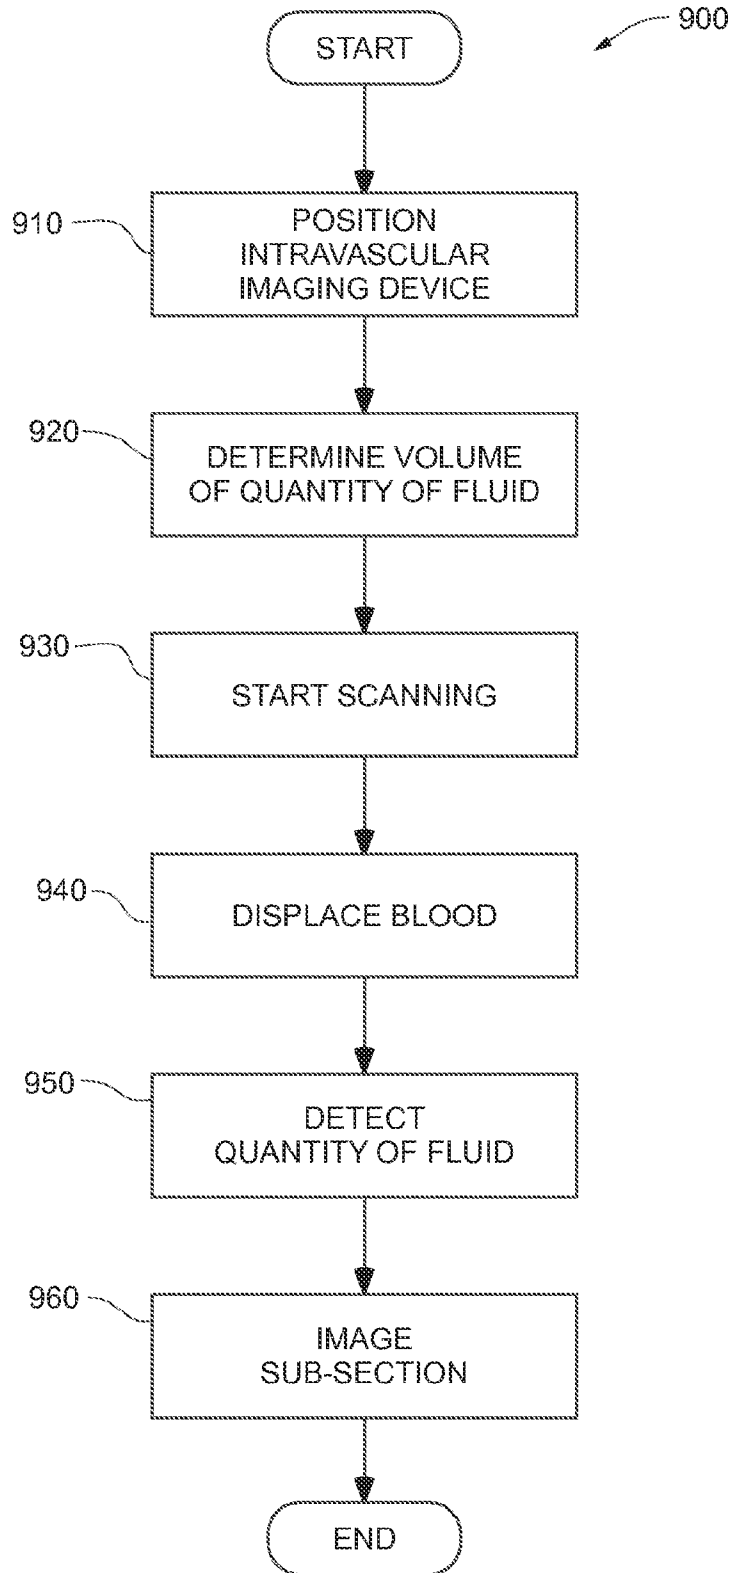 900
START
910
POSITION
INTRAVASCULAR
IMAGING DEVICE
920
DETERMINE VOLUME
OF QUANTITY OF FLUID
930
START SCANNING
940
DISPLACE BLOOD
950
DETECT
QUANTITY OF FLUID
960
IMAGE
SUB-SECTION
END